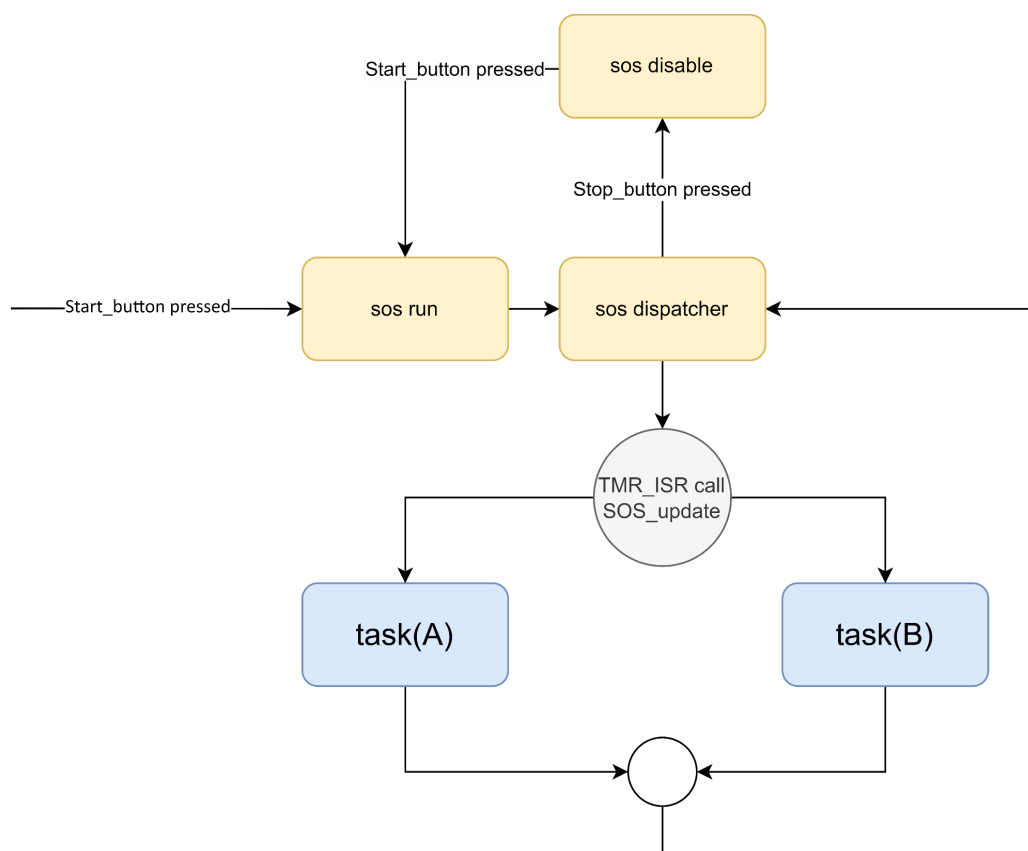 sos disable
Start_button pressed
Stop_button pressed
Start_button pressed
sos run
sos dispatcher
TMR_ISR call
SOS_update
task(A)
task(B)